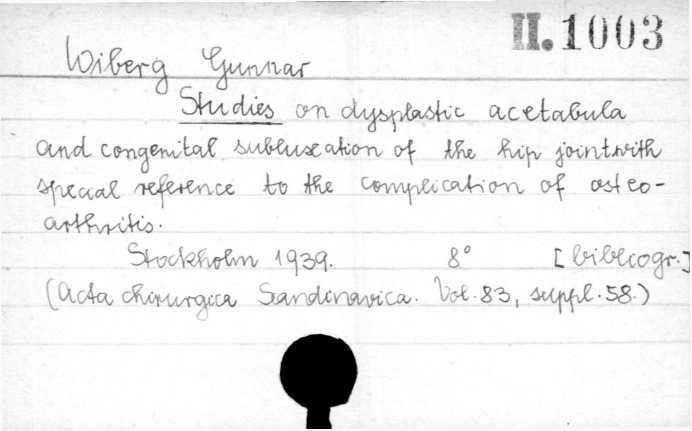 II. 1003
Wiberg Gunnar
Studies on dysplastic acetabula
and congenital subluxation of the hip joint with
special reference to the complication of osteo-
arthritis.
Stockholm 1939. 8° [bibliogr.]
(Acta chirurgica Scandinavica. Vol. 83, suppl. 58.)